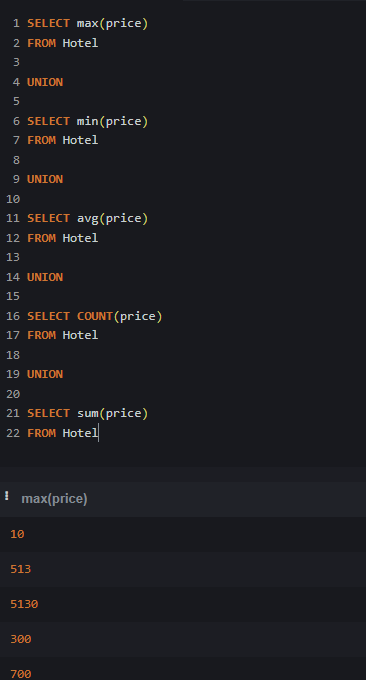 1 SELECT max(price)
2 FROM Hotel
3
4 UNION
5
6 SELECT min(price)
7 FROM Hotel
8
9 UNION
10
11 SELECT avg(price)
12 FROM Hotel
13
14 UNION
15
16 SELECT COUNT(price)
17 FROM Hotel
18
19 UNION
20
21 SELECT sum(price)
22 FROM Hotel
max(price)
10
513
5130
300
700